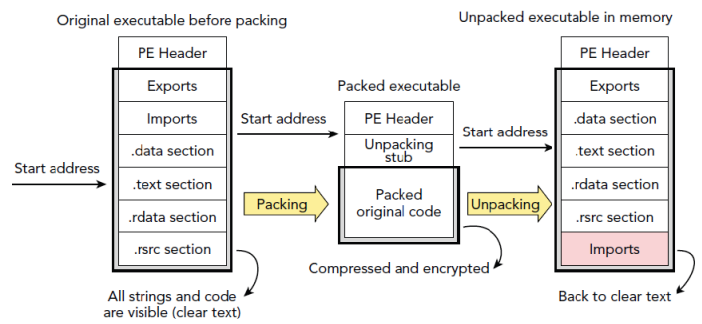 Original executable before packing
PE Header
Exports
Imports
.data section
.text section
.rdata section
.rsrc section
Start address
All strings and code
are visible (clear text)
Packing
Start address
Packed executable
PE Header
Unpacking
stub
Packed
original code
Compressed and encrypted
Unpacking
Start address
Unpacked executable in memory
PE Header
Exports
.data section
.text section
.rdata section
.rsrc section
Imports
Back to clear text